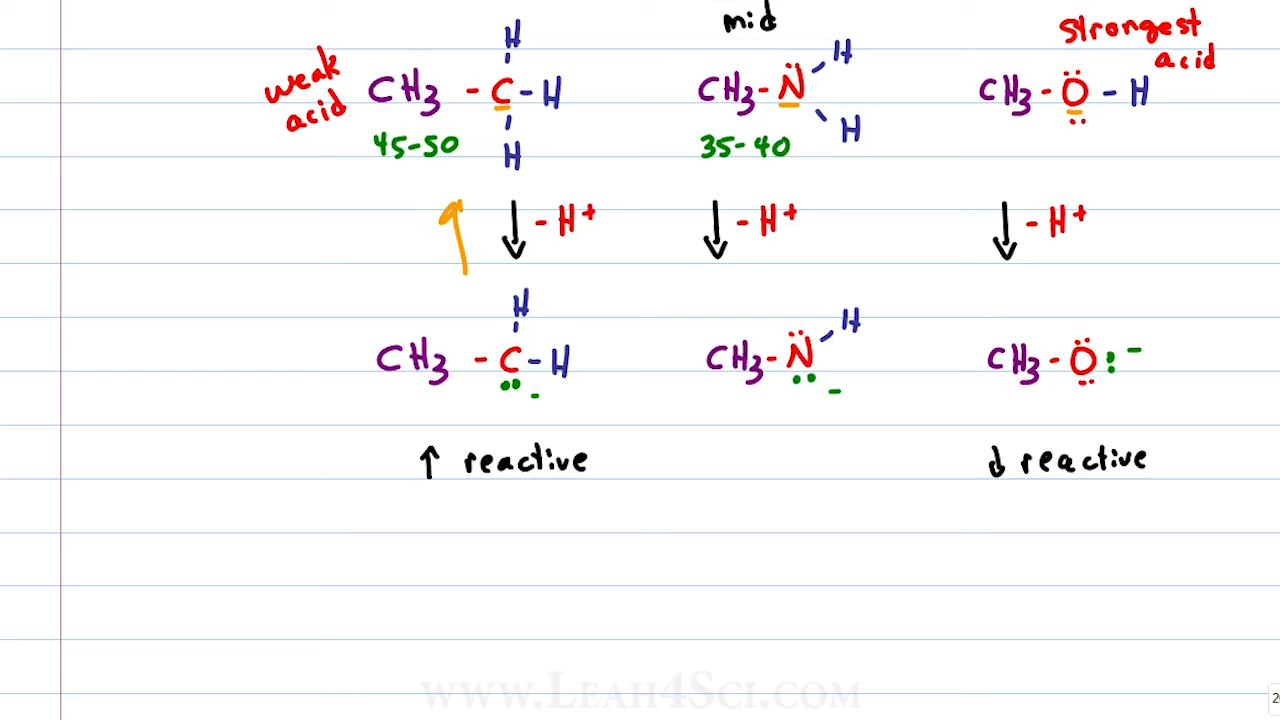 mid
strongest
acid
weak
acid
H
CH3 - C - H
H
45-50
CH3 - N
H
H
35-40
CH3 - O - H
- H+
- H+
- H+
H
CH3 - C - H
-
CH3 - N
H
-
CH3 - O : -
↑ reactive
↓ reactive
www.Leah4Sci.com
2